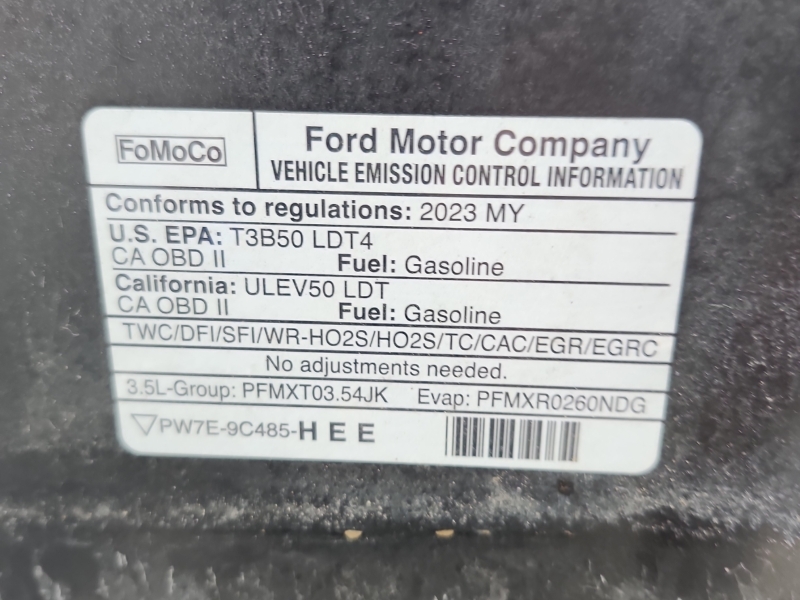 FoMoCo
Ford Motor Company
VEHICLE EMISSION CONTROL INFORMATION
Conforms to regulations: 2023 MY
U.S. EPA: T3B50 LDT4
CA OBD II Fuel: Gasoline
California: ULEV50 LDT
CA OBD II Fuel: Gasoline
TWC/DFI/SFI/WR-HO2S/HO2S/TC/CAC/EGR/EGRC
No adjustments needed.
3.5L-Group: PFMXT03.54JK Evap: PFMXR0260NDG
PW7E-9C485-HEE